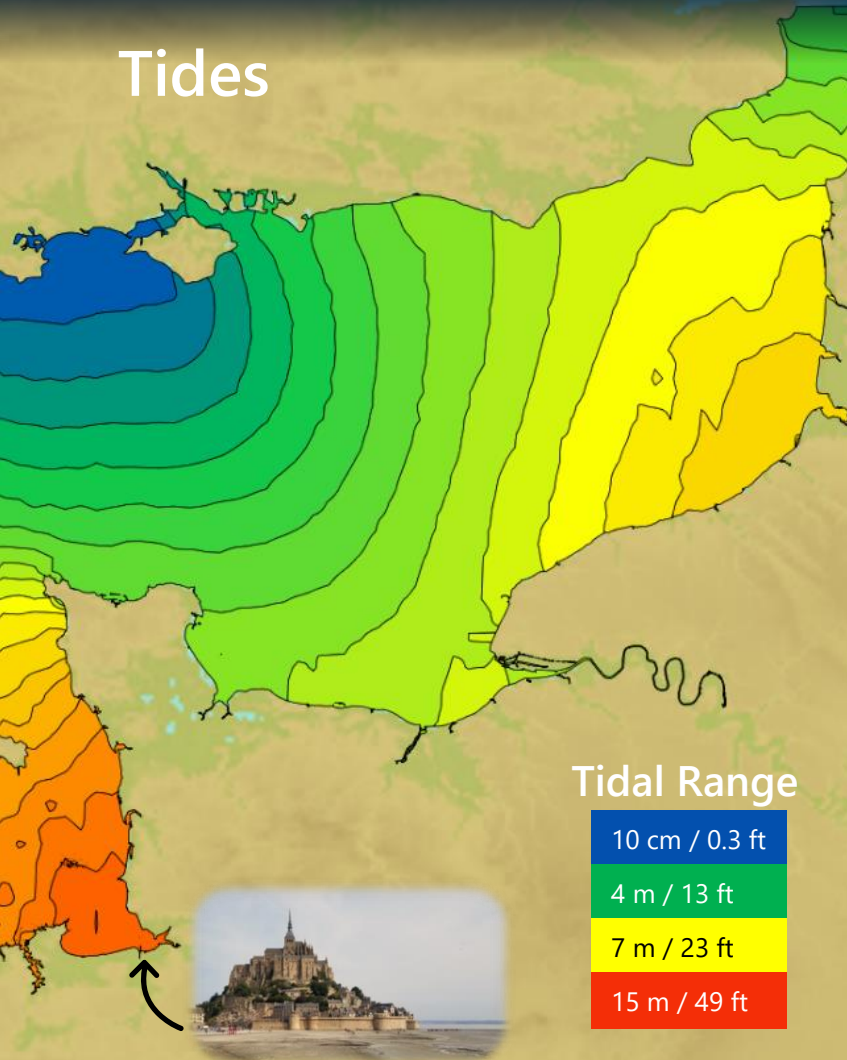 Tides
Tidal Range
10 cm / 0.3 ft
4 m / 13 ft
7 m / 23 ft
15 m / 49 ft